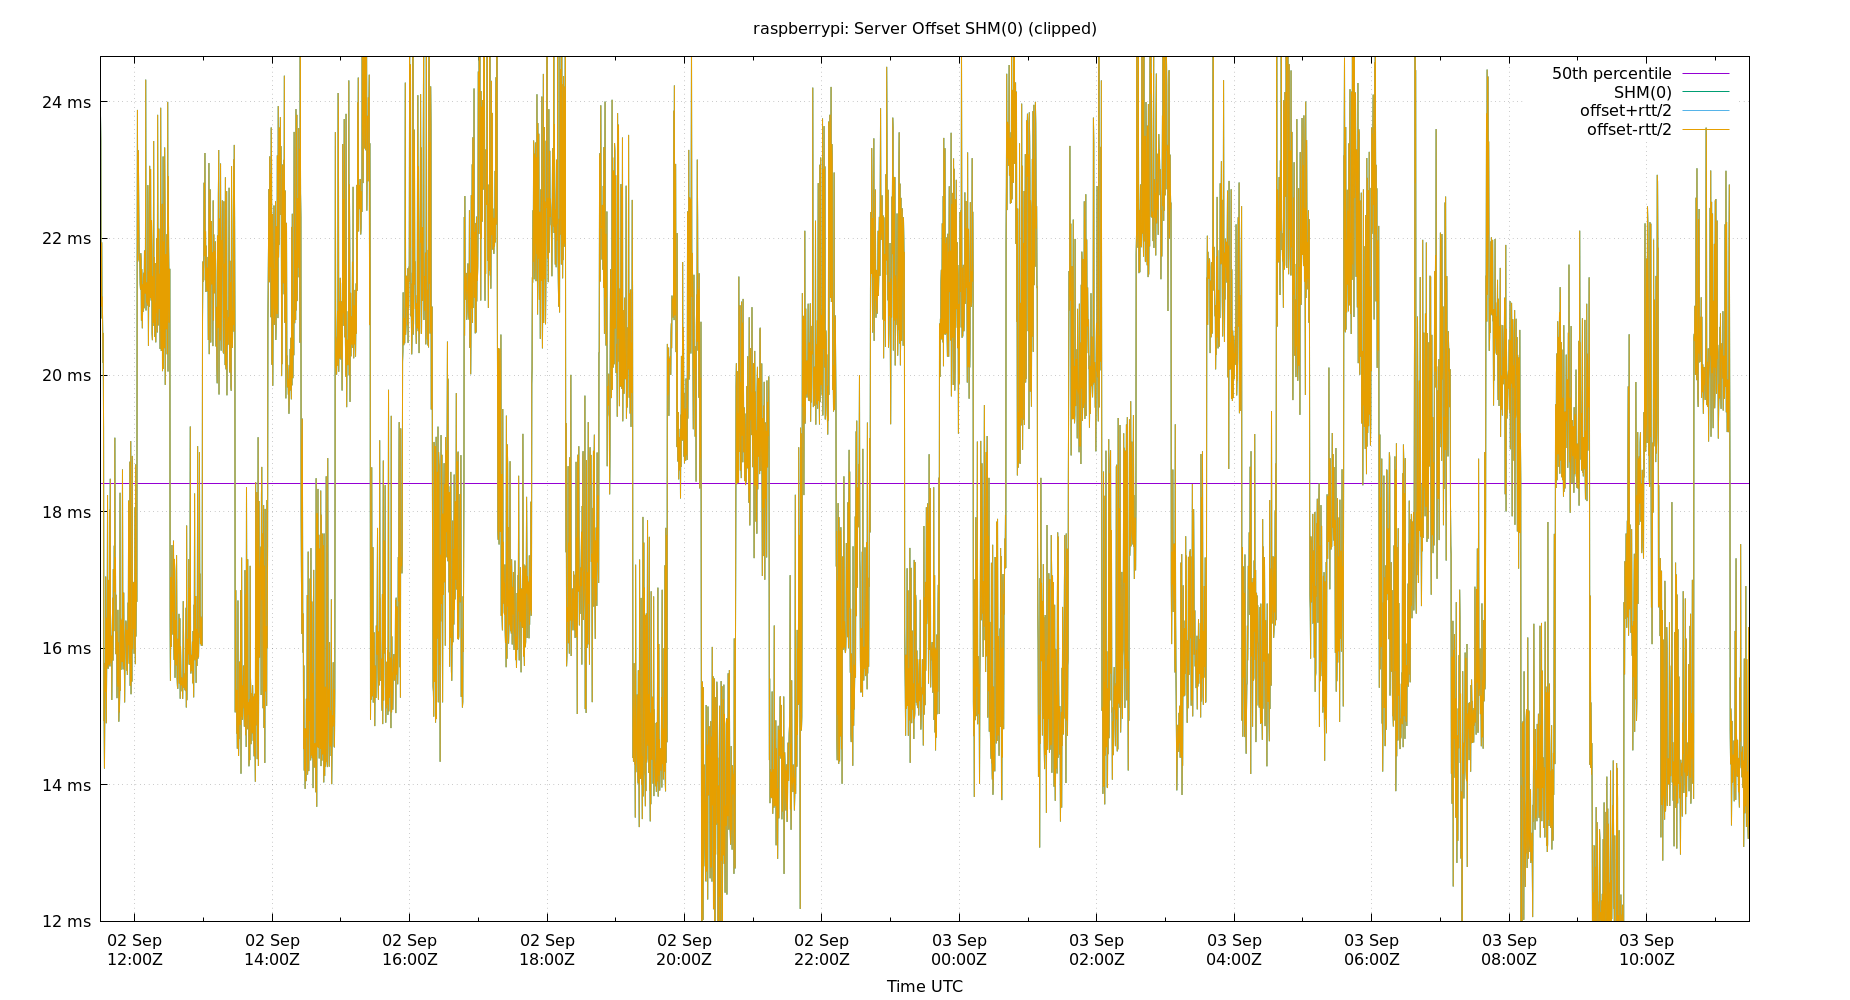 raspberrypi: Server Offset SHM(0) (clipped)
50th percentile
SHM(0)
offset+rtt/2
offset-rtt/2
24 ms
22 ms
20 ms
18 ms
16 ms
14 ms
12 ms
02 Sep 02 Sep 02 Sep 02 Sep 02 Sep 02 Sep 03 Sep 03 Sep 03 Sep 03 Sep 03 Sep 03 Sep
12:00Z 14:00Z 16:00Z 18:00Z 20:00Z 22:00Z 00:00Z 02:00Z 04:00Z 06:00Z 08:00Z 10:00Z
Time UTC